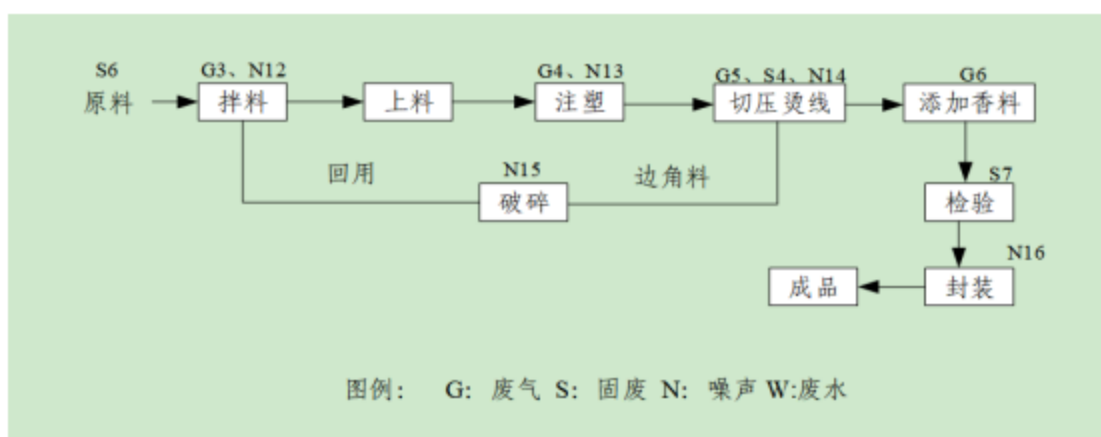 S6
G3、N12
G4、N13
G5、S4、N14
G6
原料
拌料
上料
注塑
切压烫线
添加香料
回用
N15
边角料
S7
破碎
检验
N16
成品
封装
图例： G：废气 S：固废 N：噪声 W:废水